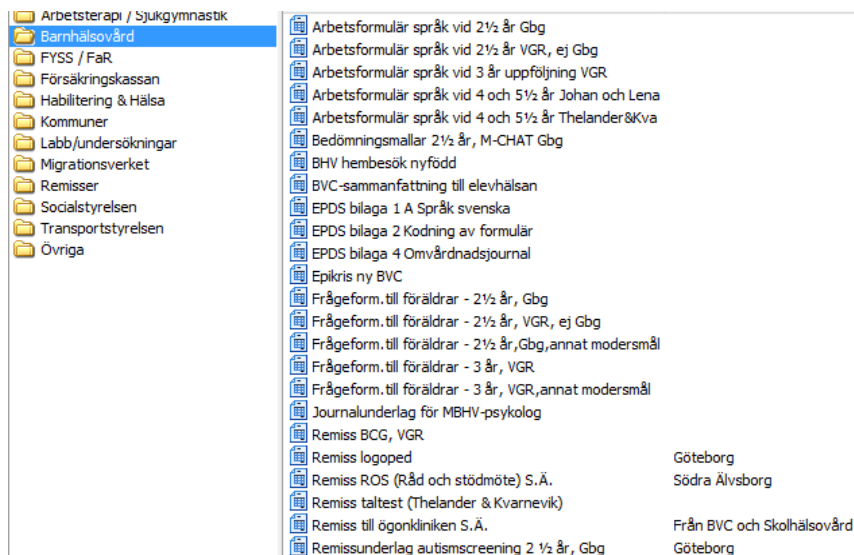 Arbetsterapi / Sjukgymnastik
Barnhälsovård
FYSS / FaR
Försäkringskassan
Habilitering & Hälsa
Kommuner
Labb/undersökningar
Migrationsverket
Remisser
Socialstyrelsen
Transportstyrelsen
Övriga
Arbetsformulär språk vid 2½ år Gbg
Arbetsformulär språk vid 2½ år VGR, ej Gbg
Arbetsformulär språk vid 3 år uppföljning VGR
Arbetsformulär språk vid 4 och 5½ år Johan och Lena
Arbetsformulär språk vid 4 och 5½ år Thelander&Kva
Bedömningsmallar 2½ år, M-CHAT Gbg
BHV hembesök nyfödd
BVC-sammanfattning till elevhälsan
EPDS bilaga 1 A Språk svenska
EPDS bilaga 2 Kodning av formulär
EPDS bilaga 4 Omvårdnadsjournal
Epikris ny BVC
Frågeform.till föräldrar - 2½ år, Gbg
Frågeform.till föräldrar - 2½ år, VGR, ej Gbg
Frågeform.till föräldrar - 2½ år,Gbg,annat modersmål
Frågeform.till föräldrar - 3 år, VGR
Frågeform.till föräldrar - 3 år, VGR,annat modersmål
Journalunderlag för MBHV-psykolog
Remiss BCG, VGR
Remiss logoped Göteborg
Remiss ROS (Råd och stödmöte) S.Ä. Södra Älvsborg
Remiss taltest (Thelander & Kvarnevik)
Remiss till ögonkliniken S.Ä. Från BVC och Skolhälsovård
Remissunderlag autismscreening 2 ½ år, Gbg Göteborg